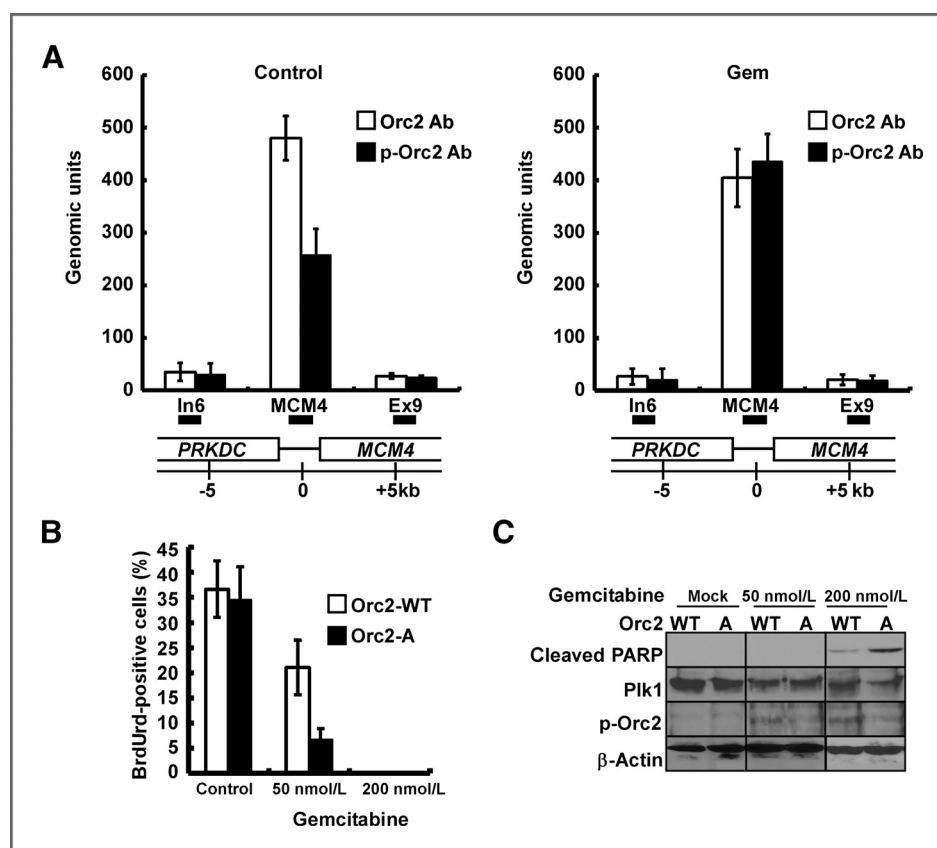 A
Control
600
500
400
300
200
100
0
Genomic units
Orc2 Ab
p-Orc2 Ab
In6 MCM4 Ex9
PRKDC MCM4
-5 0 +5 kb
Gem
600
500
400
300
200
100
0
Genomic units
Orc2 Ab
p-Orc2 Ab
In6 MCM4 Ex9
PRKDC MCM4
-5 0 +5 kb
B
45
40
35
30
25
20
15
10
5
0
BrdUrd-positive cells (%)
Orc2-WT
Orc2-A
Control 50 nmol/L 200 nmol/L
Gemcitabine
C
Gemcitabine Mock 50 nmol/L 200 nmol/L
Orc2 WT A WT A WT A
Cleaved PARP
Plk1
p-Orc2
β-Actin